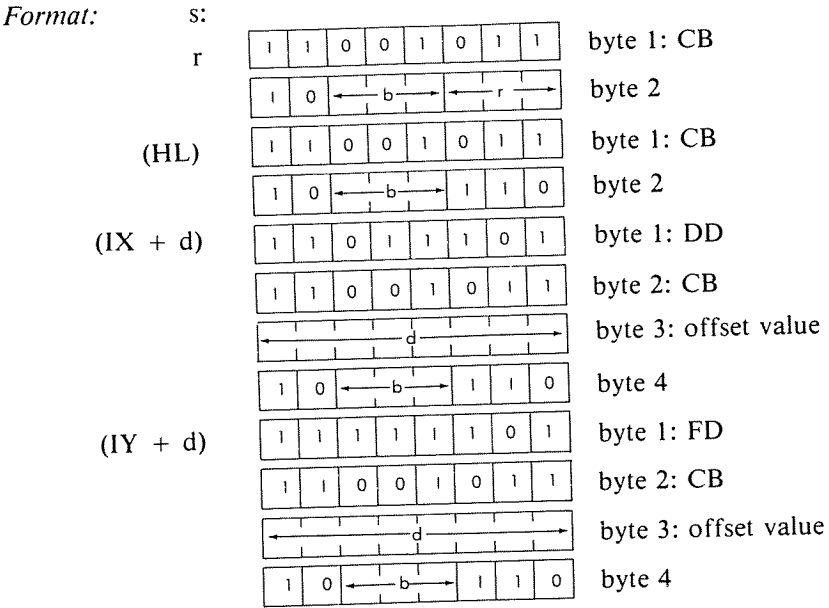 Format: s:
r 1 1 0 0 1 0 1 1 byte 1: CB
1 0 b r byte 2
(HL) 1 1 0 0 1 0 1 1 byte 1: CB
1 0 b 1 1 0 byte 2
(IX + d) 1 1 0 1 1 1 0 1 byte 1: DD
1 1 0 0 1 0 1 1 byte 2: CB
d byte 3: offset value
1 0 b 1 1 0 byte 4
(IY + d) 1 1 1 1 1 1 0 1 byte 1: FD
1 1 0 0 1 0 1 1 byte 2: CB
d byte 3: offset value
1 0 b 1 1 0 byte 4